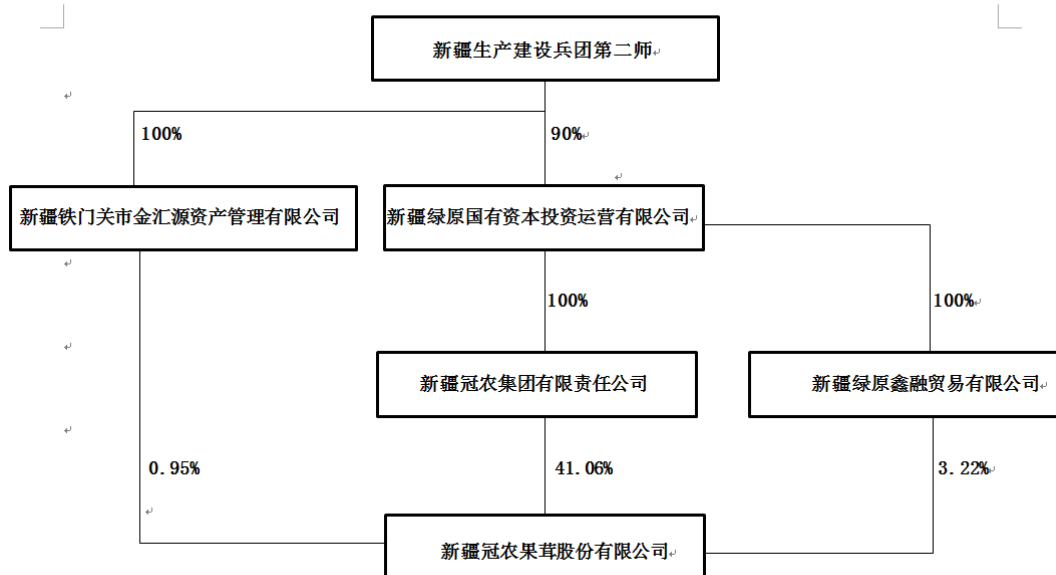 新疆生产建设兵团第二师
100%
90%
新疆铁门关市金汇源资产管理有限公司
新疆绿原国有资本投资运营有限公司
100%
100%
新疆冠农集团有限责任公司
新疆绿原鑫融贸易有限公司
0.95%
41.06%
3.22%
新疆冠农果茸股份有限公司